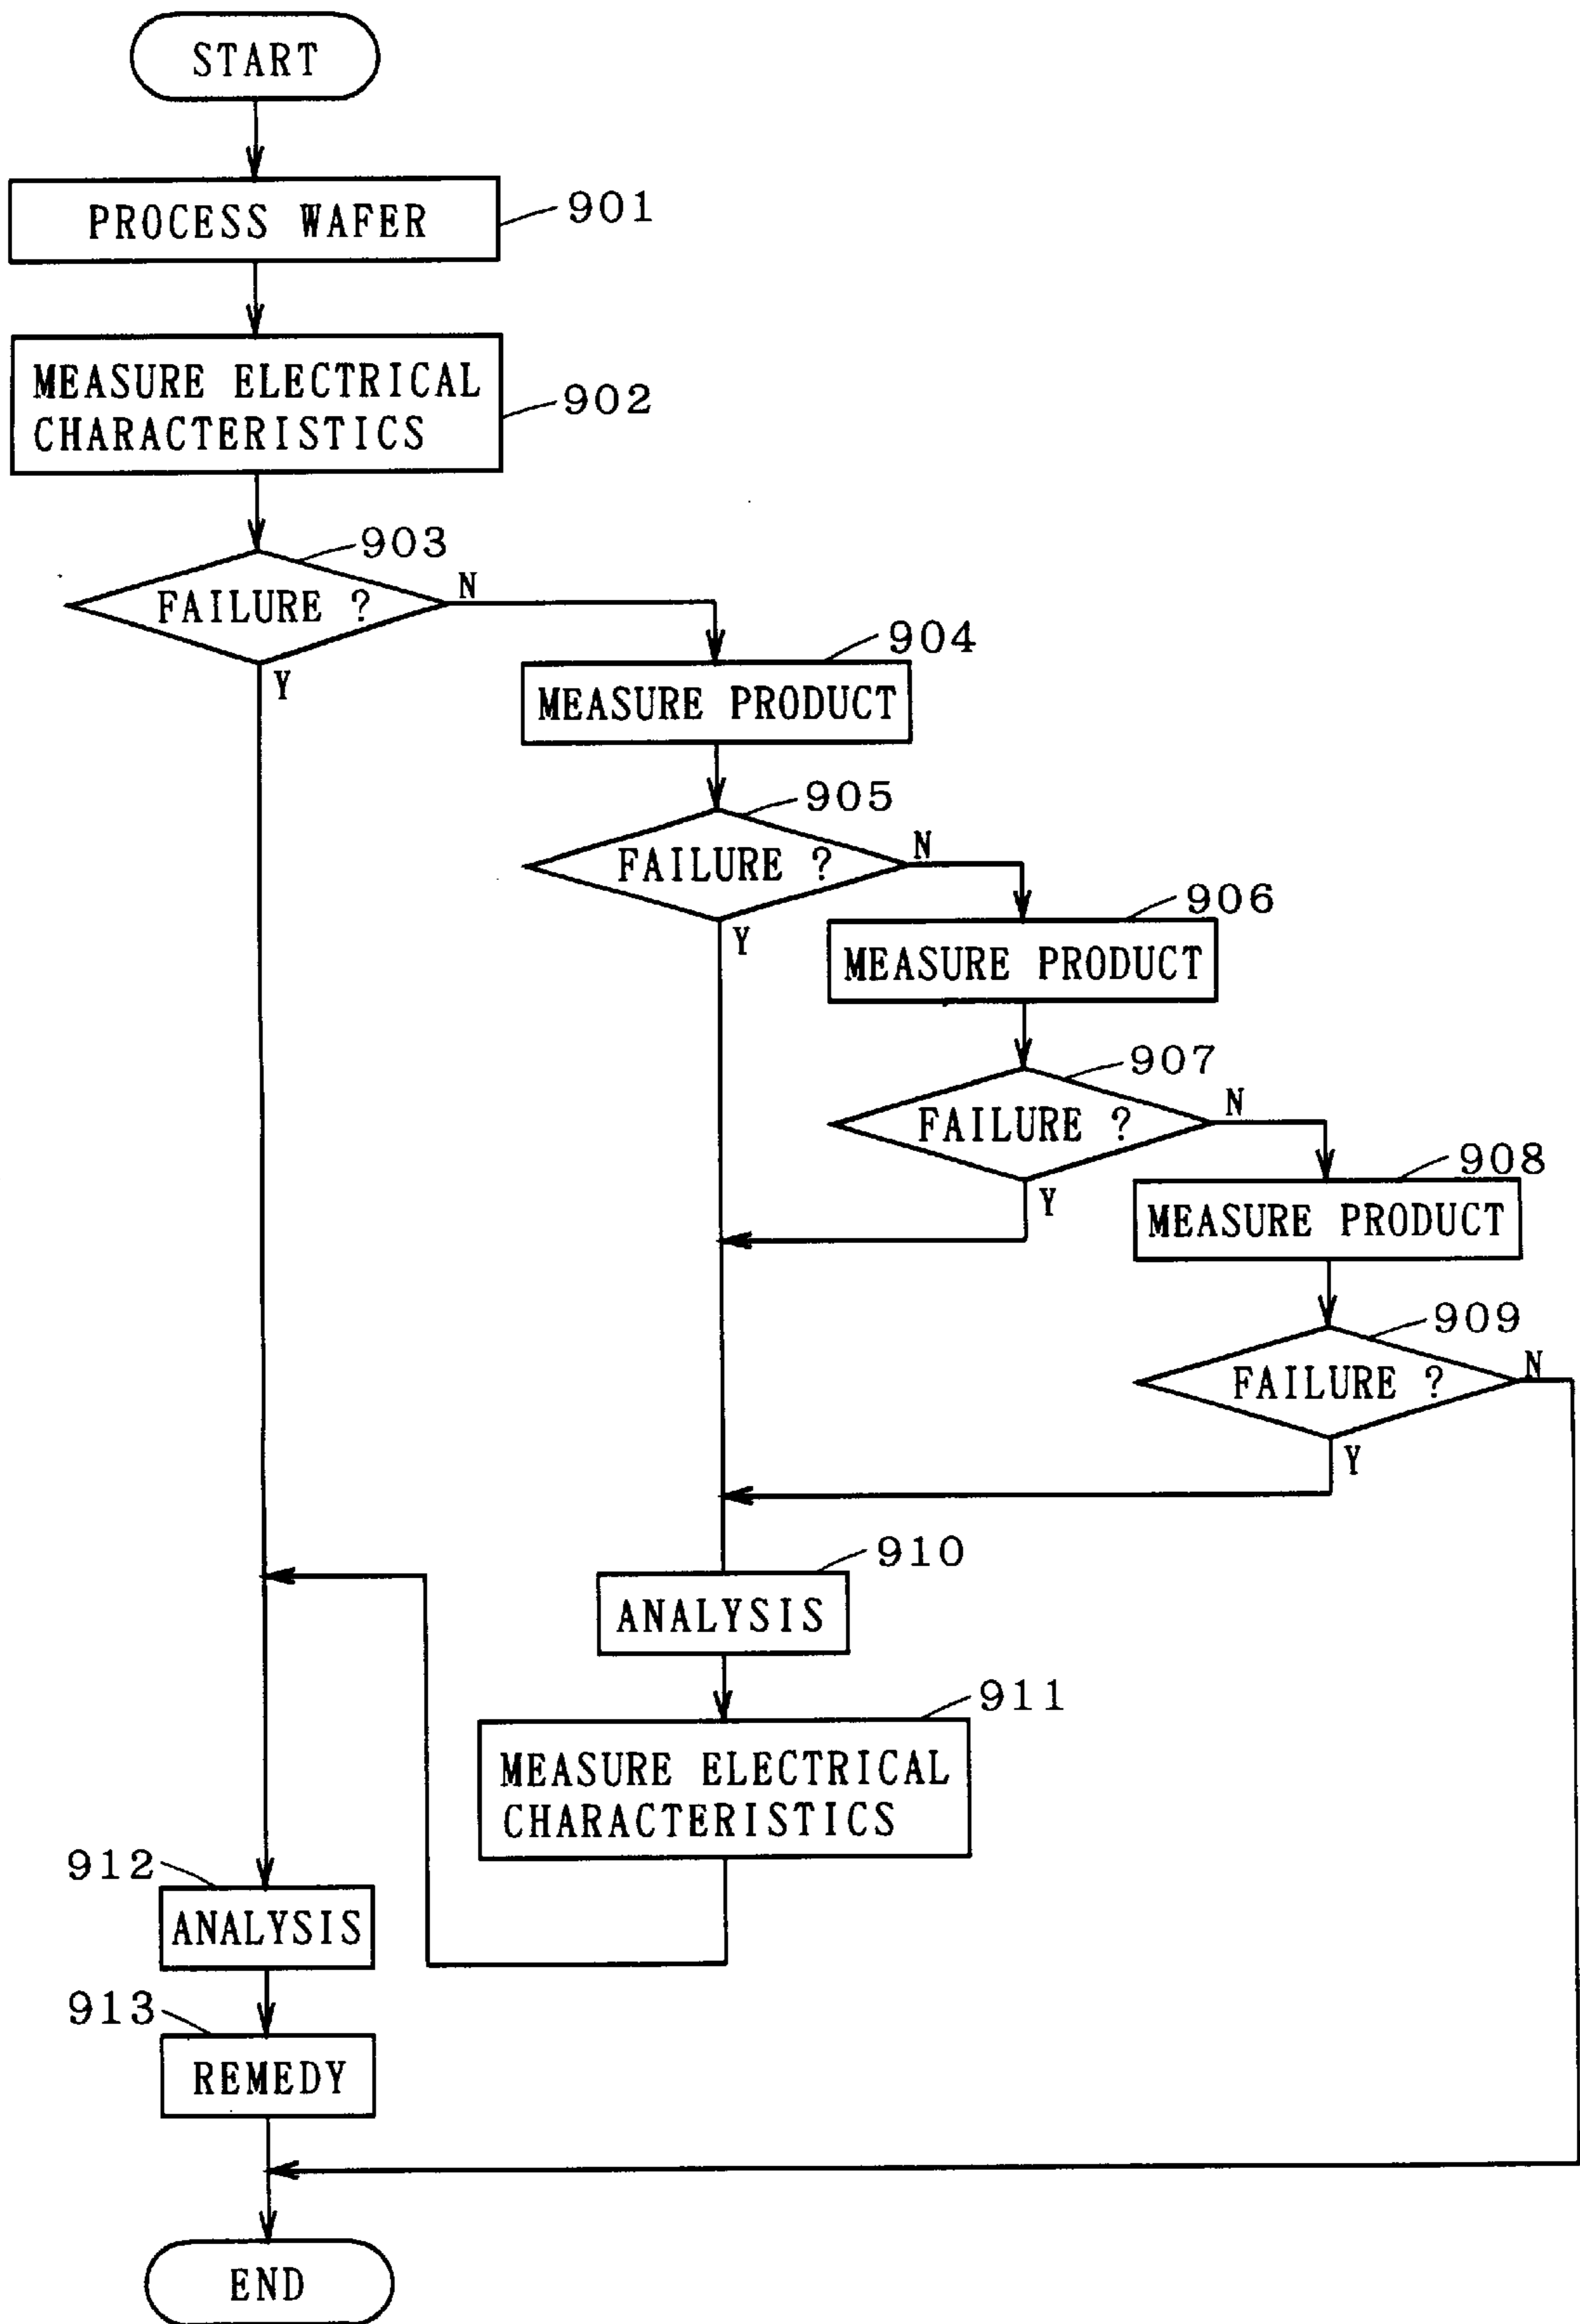 START
PROCESS WAFER
901
MEASURE ELECTRICAL
CHARACTERISTICS
902
903
FAILURE ?
N
Y
904
MEASURE PRODUCT
905
FAILURE ?
N
Y
906
MEASURE PRODUCT
907
FAILURE ?
N
Y
908
MEASURE PRODUCT
909
FAILURE ?
N
Y
910
ANALYSIS
911
MEASURE ELECTRICAL
CHARACTERISTICS
912
ANALYSIS
913
REMEDY
END